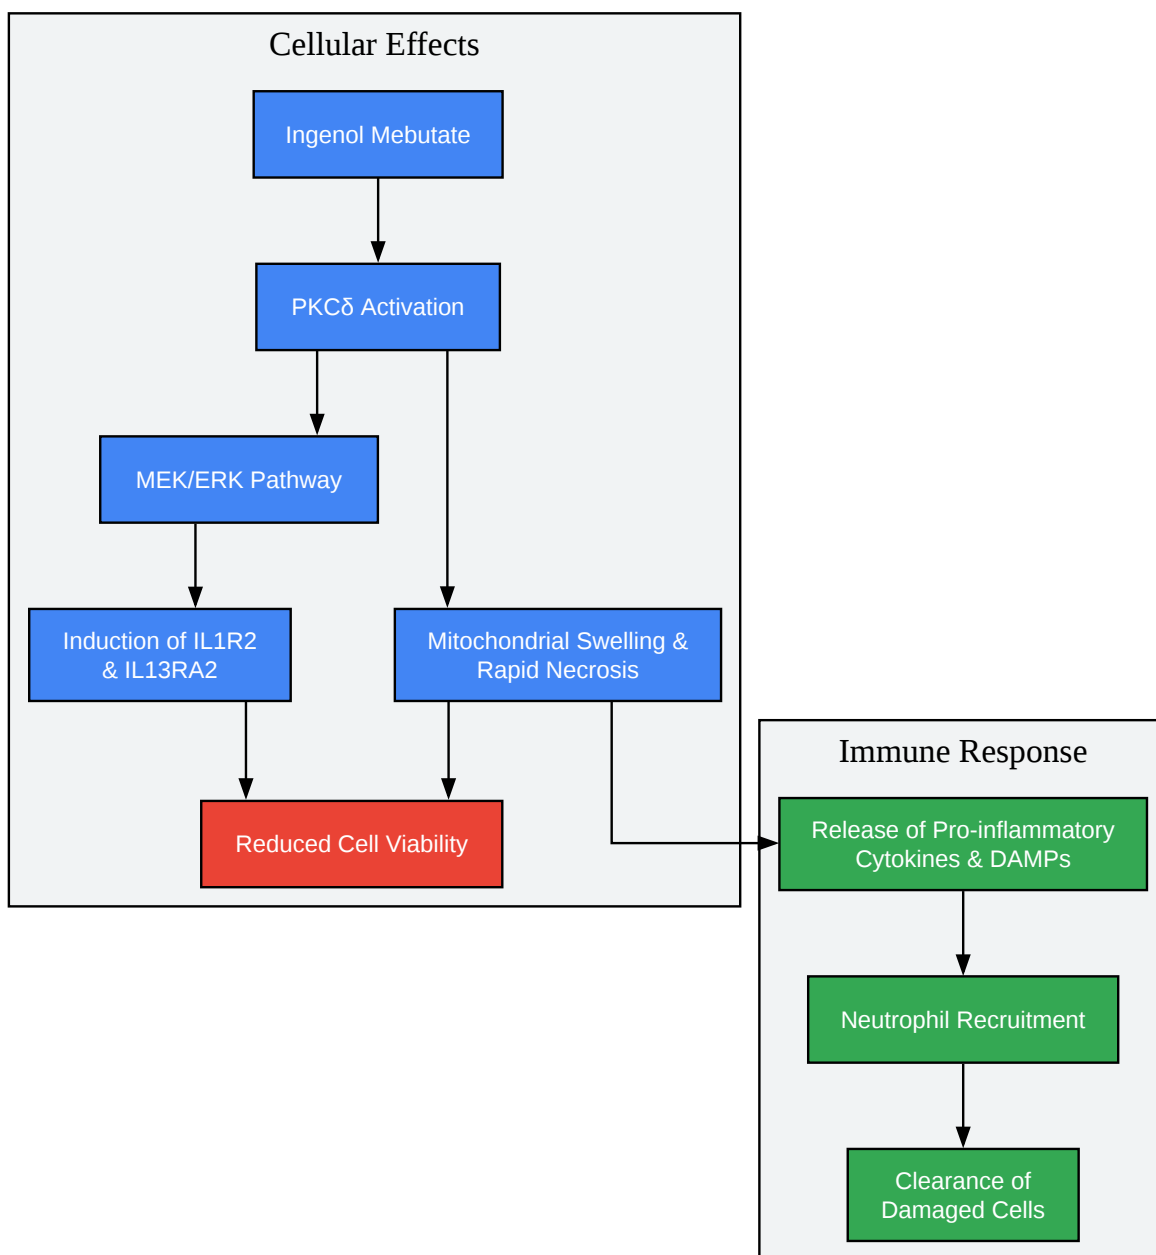 Cellular Effects
Ingenol Mebutate
PKCδ Activation
MEK/ERK Pathway
Induction of IL1R2
& IL13RA2
Mitochondrial Swelling &
Rapid Necrosis
Reduced Cell Viability
Immune Response
Release of Pro-inflammatory
Cytokines & DAMPs
Neutrophil Recruitment
Clearance of
Damaged Cells